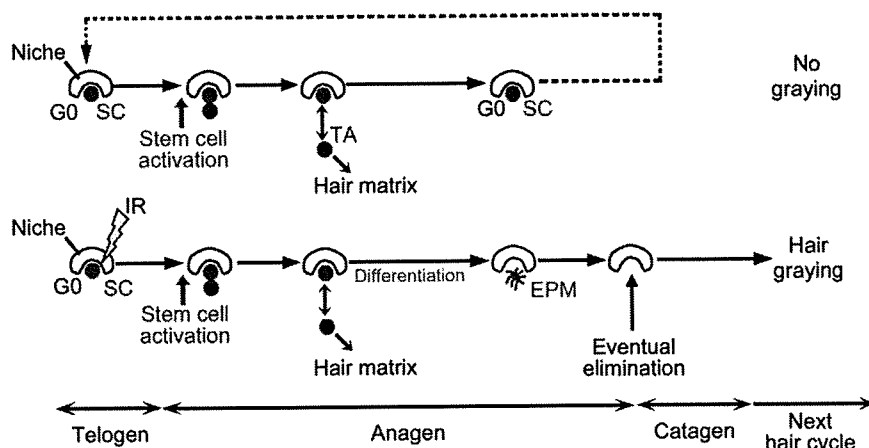 Niche
G0 SC
Stem cell
activation
TA
Hair matrix
G0 SC
No
graying
Niche
IR
G0 SC
Stem cell
activation
Hair matrix
Differentiation
EPM
Eventual
elimination
Hair
graying
Telogen
Anagen
Catagen
Next
hair cycle